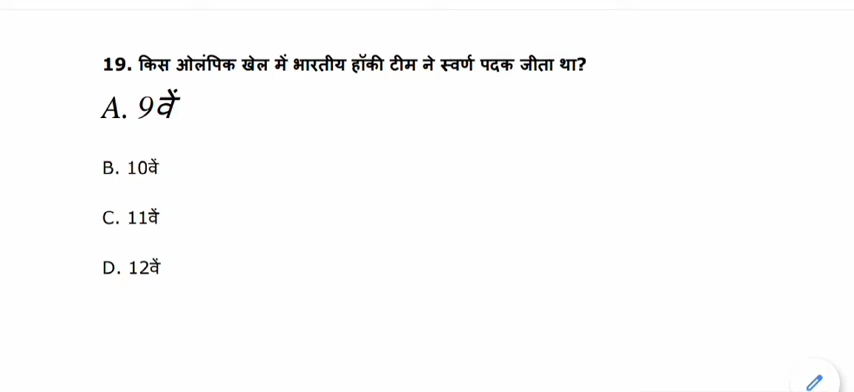 19. किस ओलंपिक खेल में भारतीय हॉकी टीम ने स्वर्ण पदक जीता था?
A. 9वें
B. 10वें
C. 11वें
D. 12वें